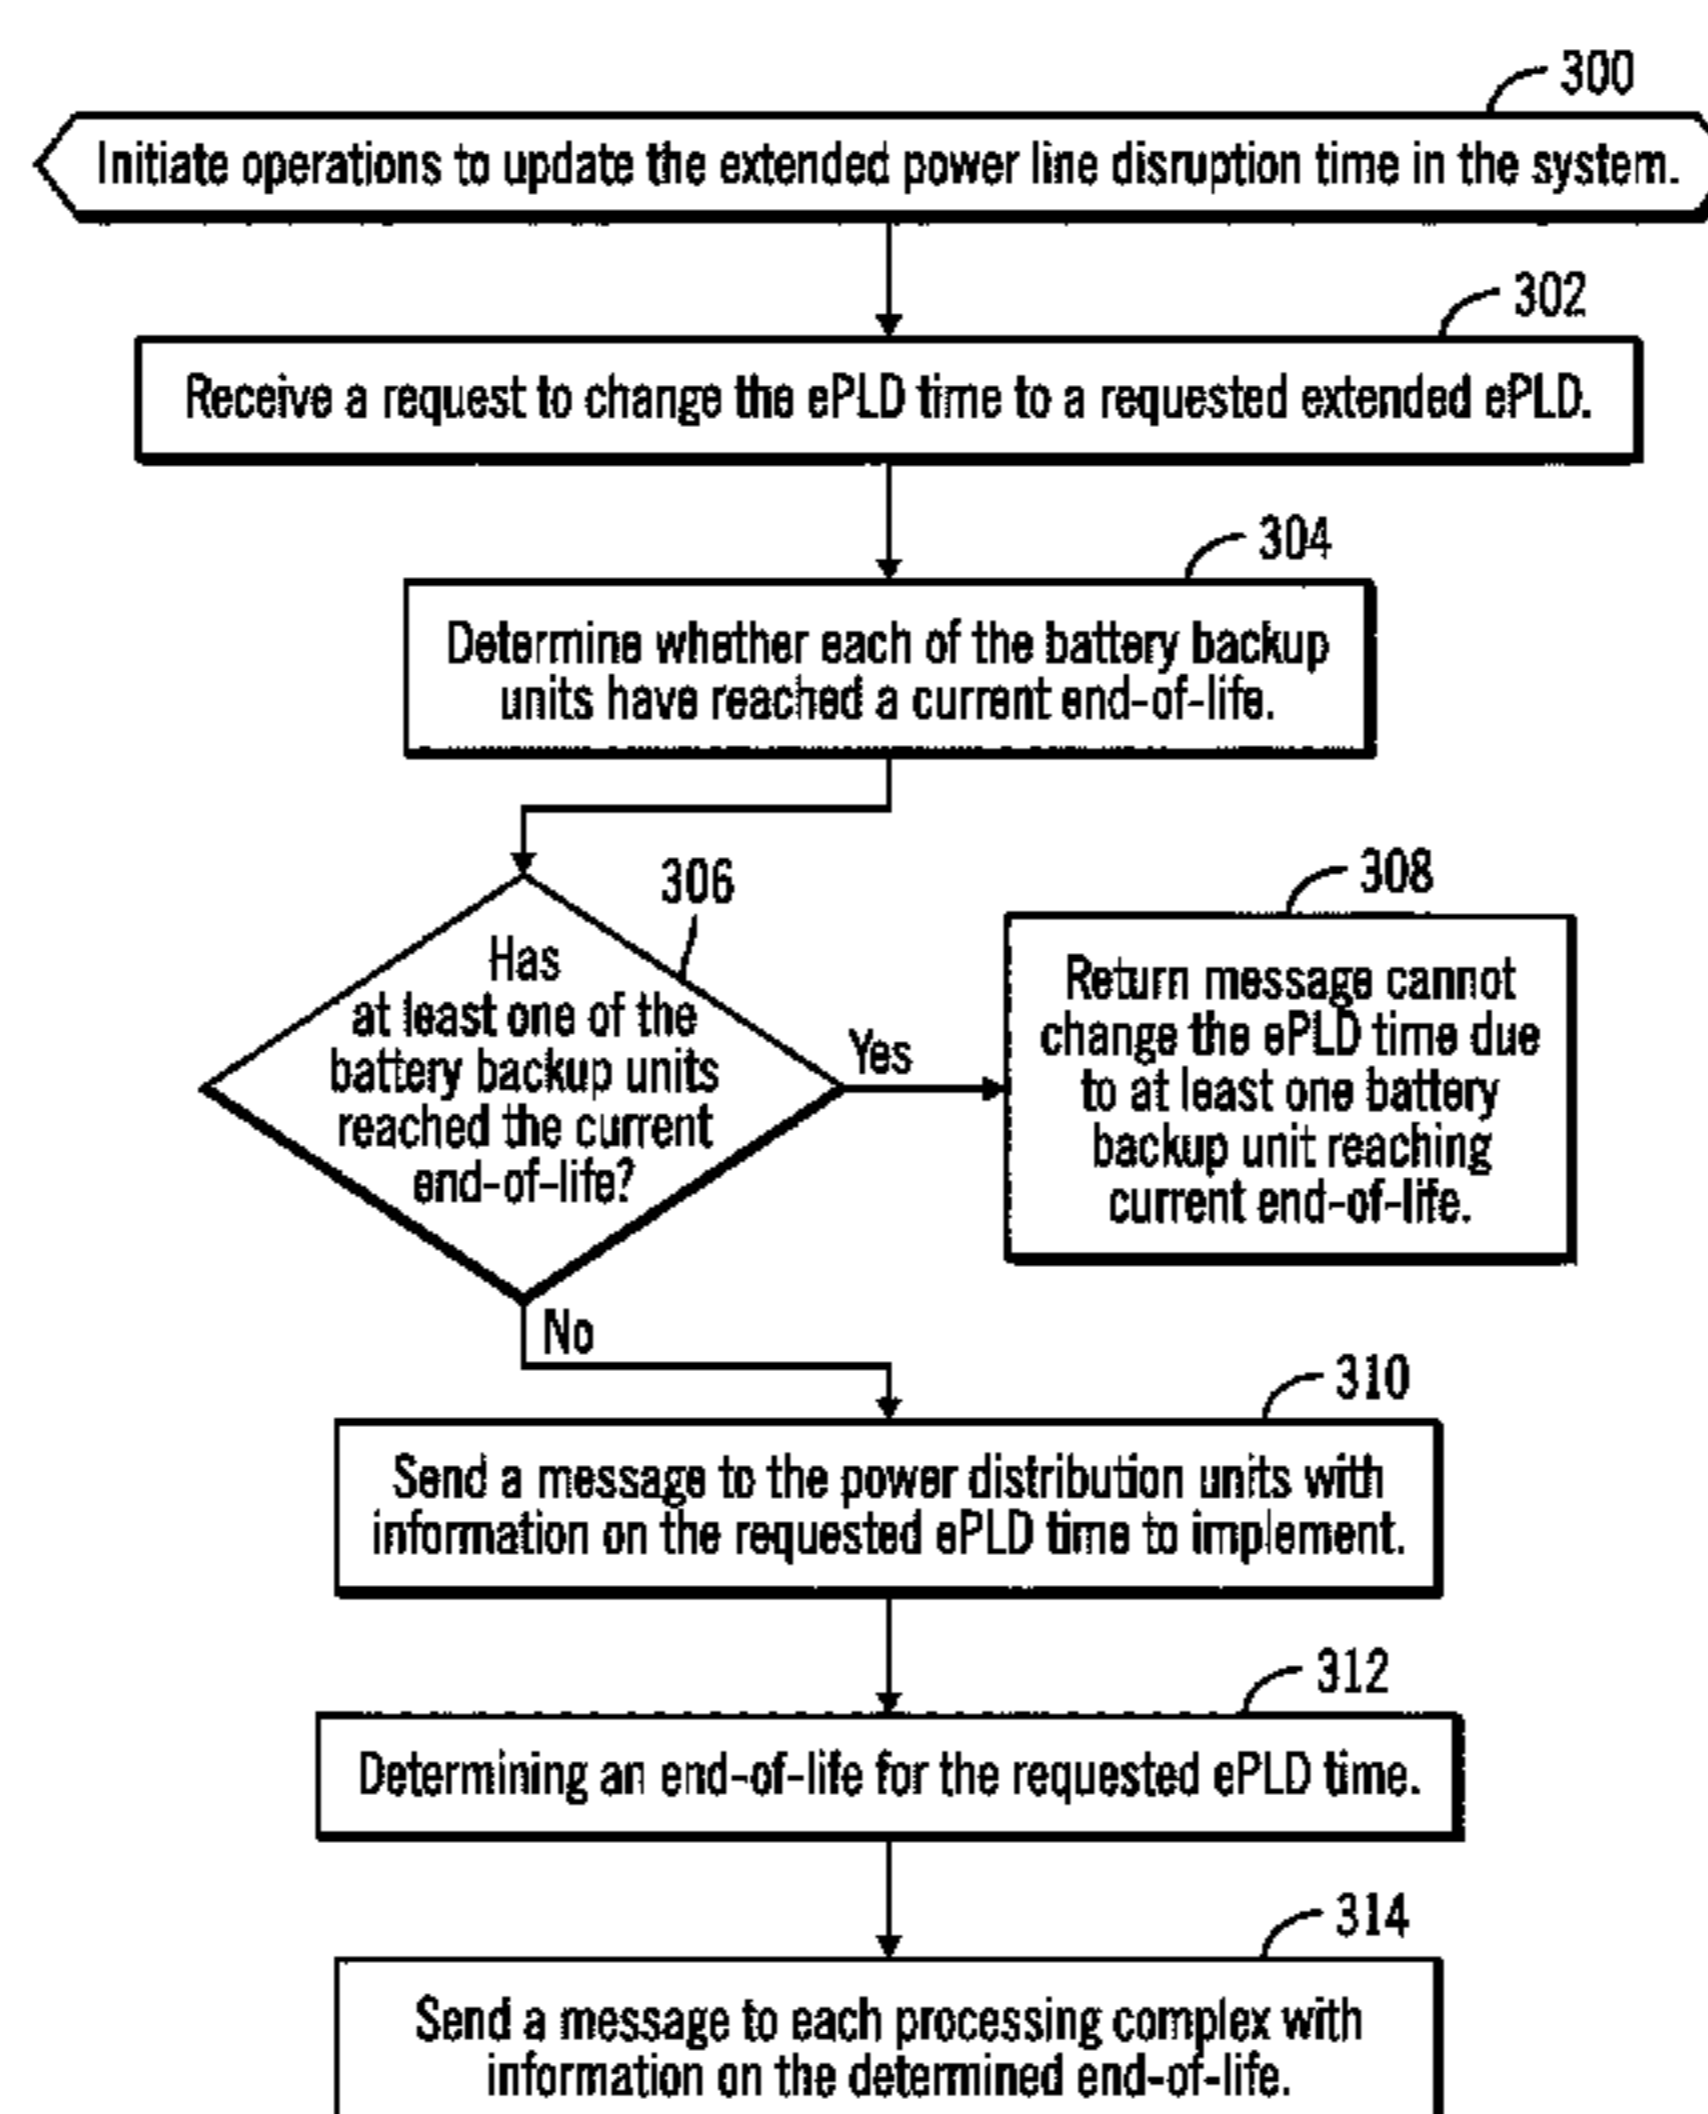 300
Initiate operations to update the extended power line disruption time in the system.
302
Receive a request to change the ePLD time to a requested extended ePLD.
304
Determine whether each of the battery backup
units have reached a current end-of-life.
306
Has
at least one of the
battery backup units
reached the current
end-of-life?
Yes
308
Return message cannot
change the ePLD time due
to at least one battery
backup unit reaching
current end-of-life.
No
310
Send a message to the power distribution units with
information on the requested ePLD time to implement.
312
Determining an end-of-life for the requested ePLD time.
314
Send a message to each processing complex with
information on the determined end-of-life.